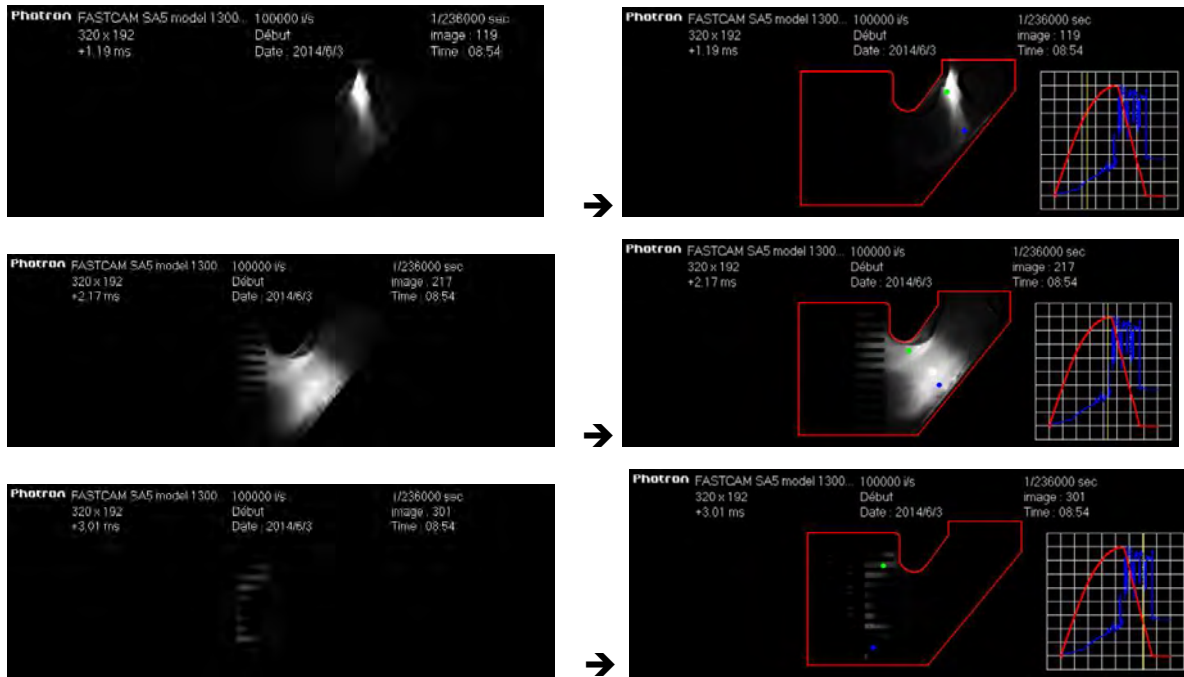 Photron FASTCAM SA5 model 1300... 100000 i/s 1/236000 sec
320 x 192 Début image : 119
+1.19 ms Date : 2014/6/3 Time : 08:54
Photron FASTCAM SA5 model 1300... 100000 i/s 1/236000 sec
320 x 192 Début image : 119
+1.19 ms Date : 2014/6/3 Time : 08:54
Photron FASTCAM SA5 model 1300... 100000 i/s 1/236000 sec
320 x 192 Début image : 217
+2.17 ms Date : 2014/6/3 Time : 08:54
Photron FASTCAM SA5 model 1300... 100000 i/s 1/236000 sec
320 x 192 Début image : 217
+2.17 ms Date : 2014/6/3 Time : 08:54
Photron FASTCAM SA5 model 1300... 100000 i/s 1/236000 sec
320 x 192 Début image : 301
+3.01 ms Date : 2014/6/3 Time : 08:54
Photron FASTCAM SA5 model 1300... 100000 i/s 1/236000 sec
320 x 192 Début image : 301
+3.01 ms Date : 2014/6/3 Time : 08:54